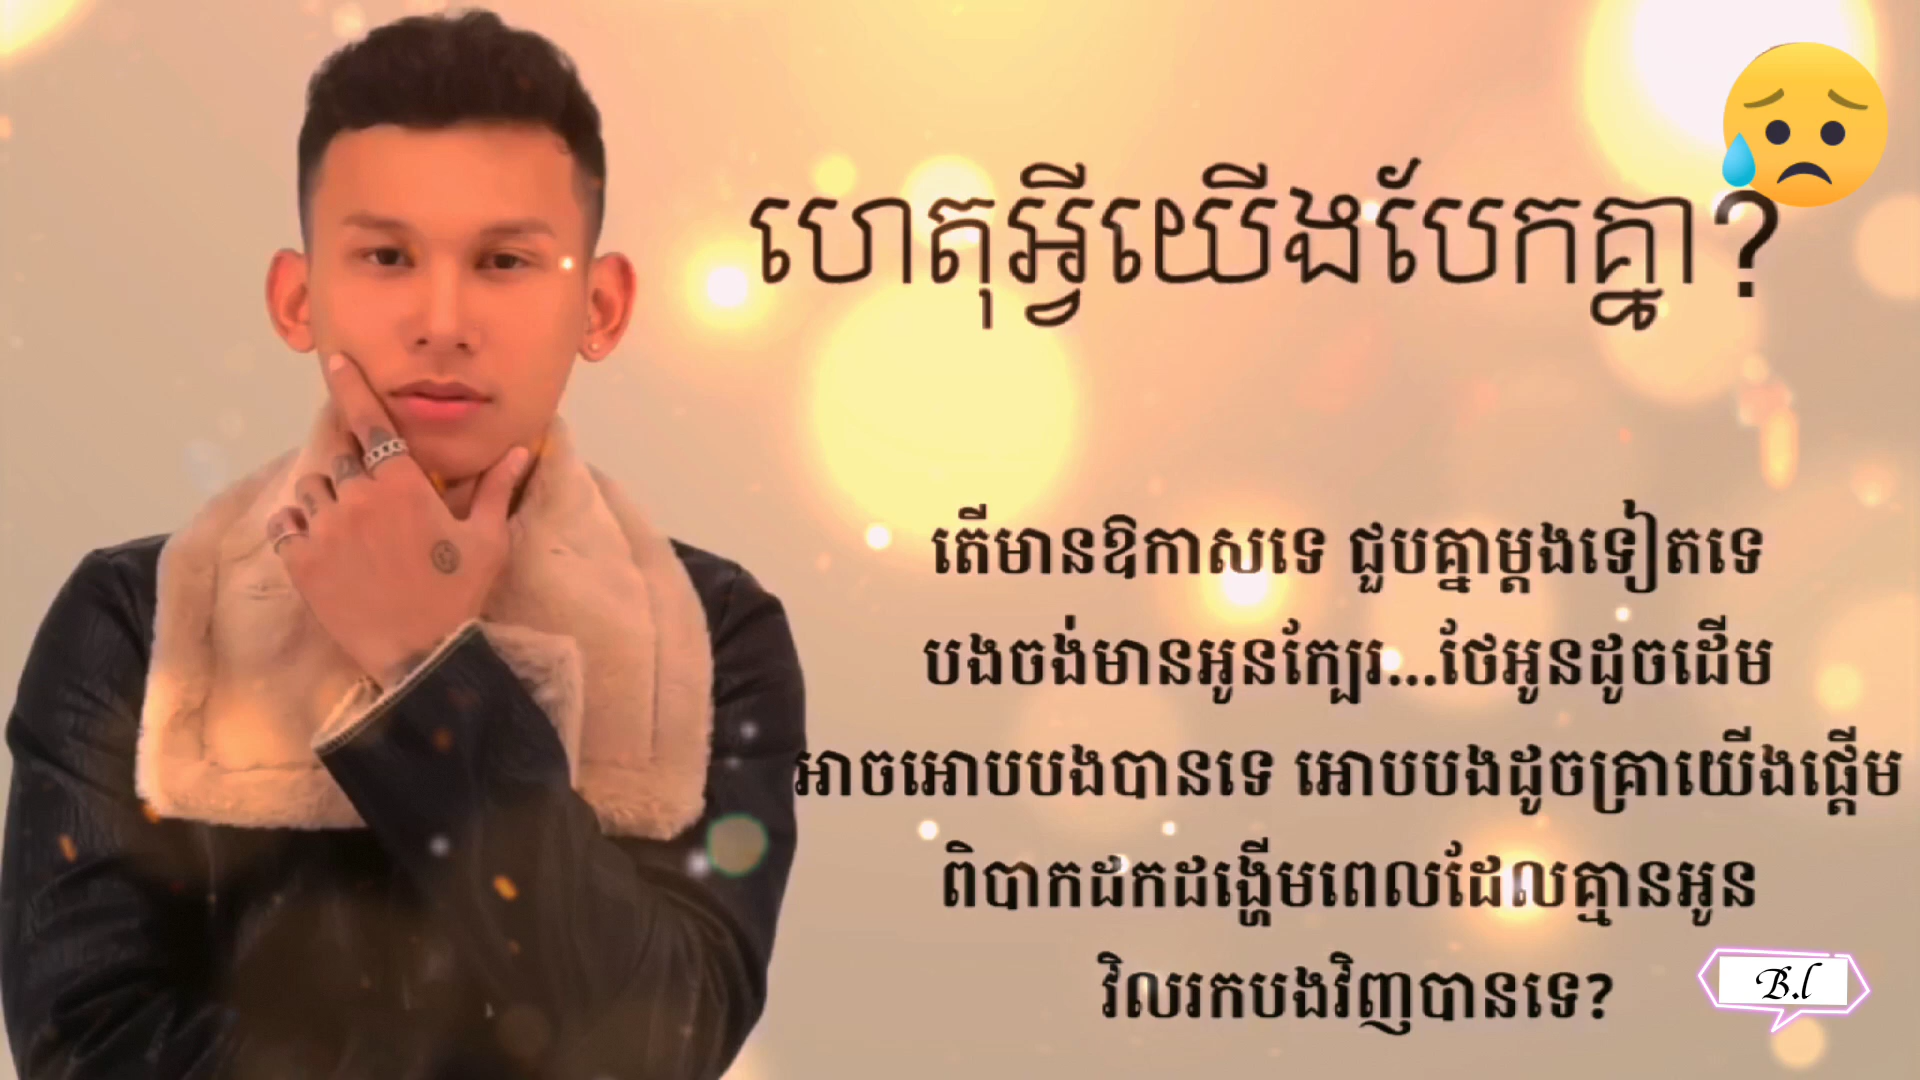 ហេតុអ្វីយើងបែកគ្នា?
តើមានឱកាសទេ ជួបគ្នាម្ដងទៀតទេ
បងចង់មានអូនក្បែរ...ថែអូនដូចដើម
អាចអោបបងបានទេ អោបបងដូចគ្រាយើងផ្ដើម
ពិបាកដកដង្ហើមពេលដែលគ្មានអូន
វិលរកបងវិញបានទេ?
B.l